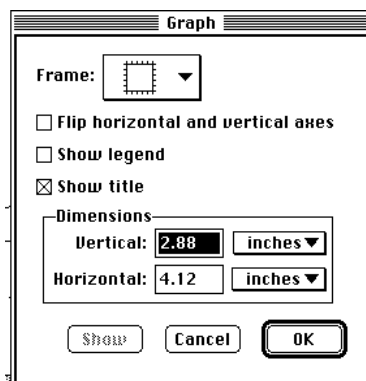 Graph
Frame:
Flip horizontal and vertical axes
Show legend
Show title
Dimensions
Vertical: 2.88 inches
Horizontal: 4.12 inches
Show Cancel OK